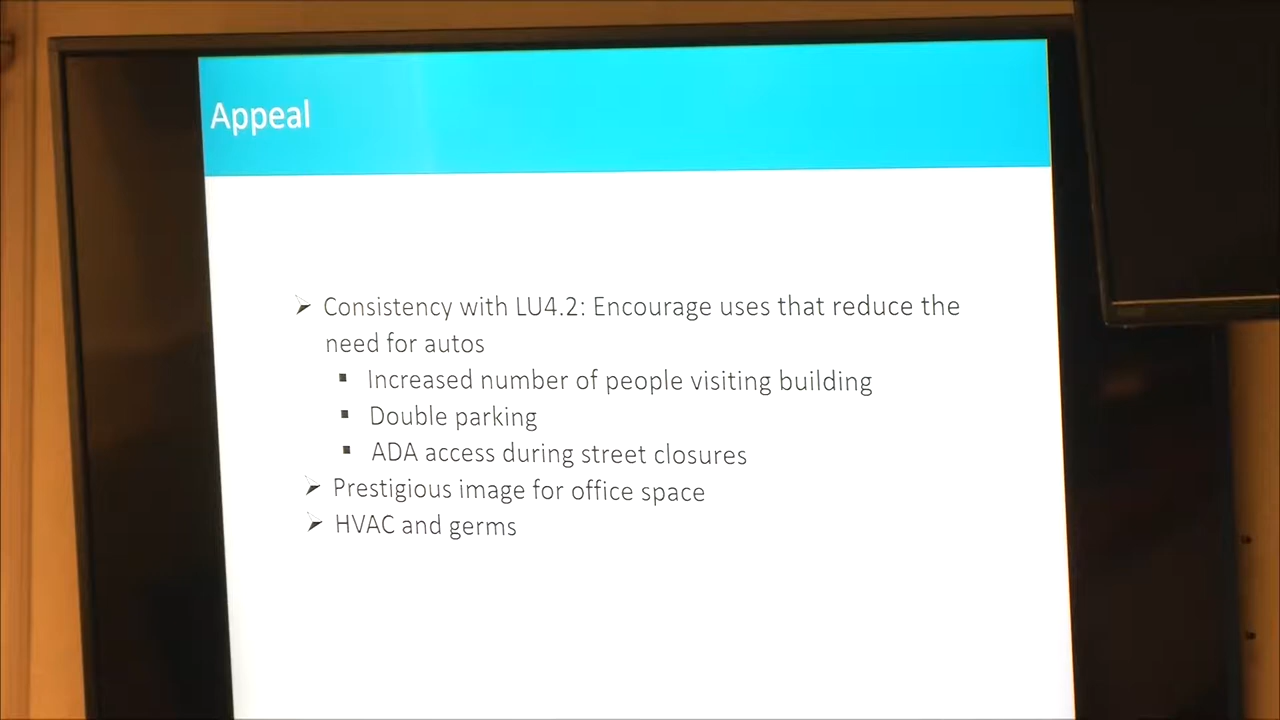 Appeal
➢ Consistency with LU4.2: Encourage uses that reduce the
need for autos
▪ Increased number of people visiting building
▪ Double parking
▪ ADA access during street closures
➢ Prestigious image for office space
➢ HVAC and germs